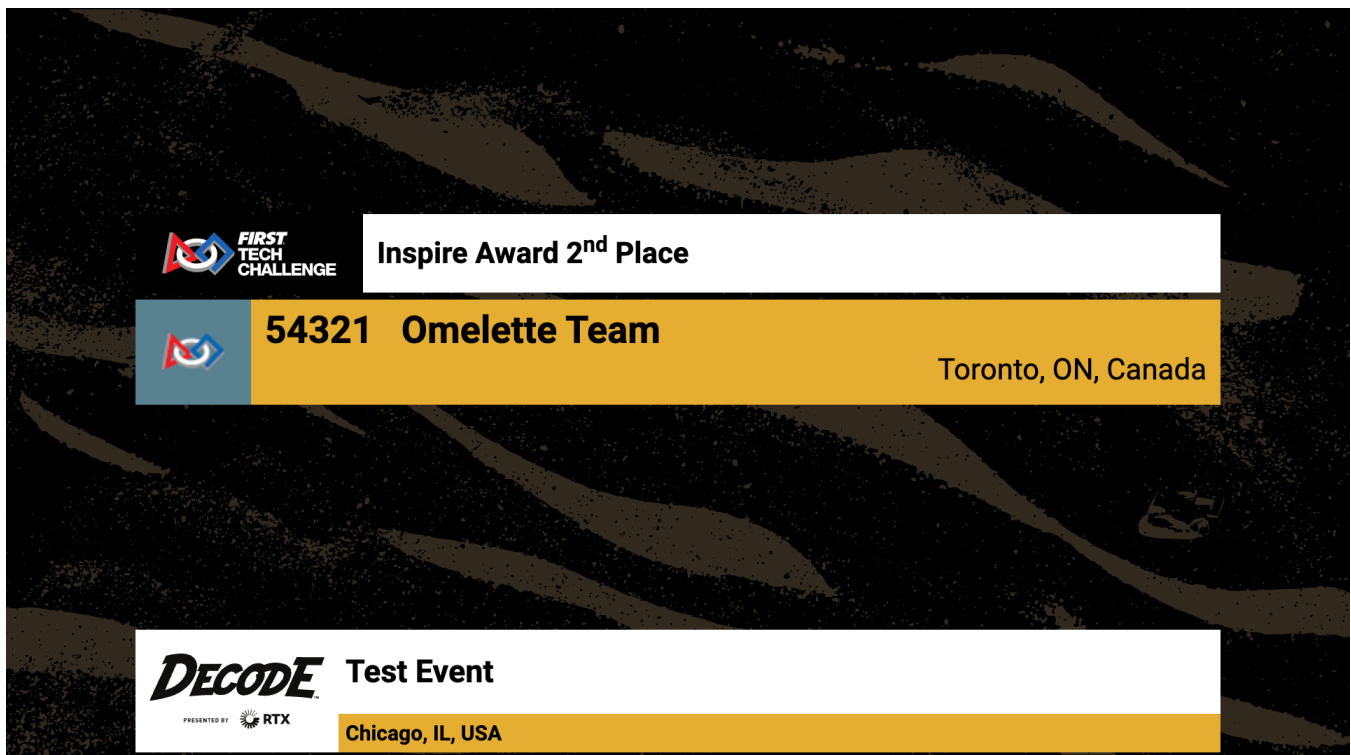 FIRST
TECH
CHALLENGE
Inspire Award 2nd Place
54321 Omelette Team
Toronto, ON, Canada
DECODE
Test Event
PRESENTED BY RTX
Chicago, IL, USA